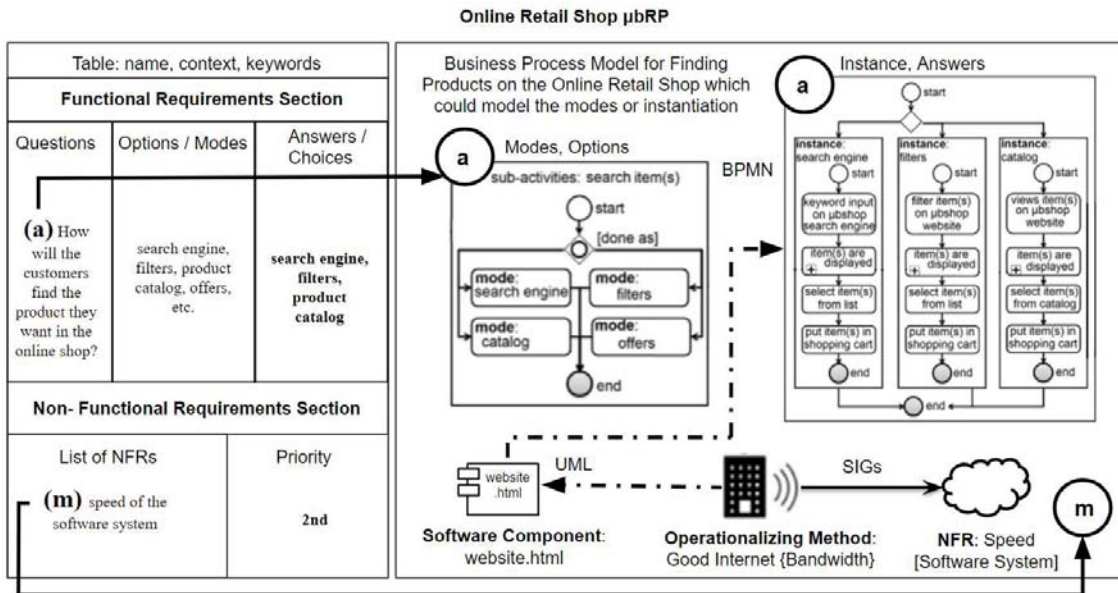 Online Retail Shop µbRP
Table: name, context, keywords
Functional Requirements Section
Questions
Options / Modes
Answers /
Choices
(a) How
will the
customers
find the
product they
want in the
online shop?
search engine,
filters, product
catalog, offers,
etc.
search engine,
filters,
product
catalog
Non- Functional Requirements Section
List of NFRs
Priority
(m) speed of the
software system
2nd
Business Process Model for Finding
Products on the Online Retail Shop which
could model the modes or instantiation
a
Modes, Options
sub-activities: search item(s)
start
[done as]
mode:
search engine
mode:
filters
mode:
catalog
mode:
offers
end
BPMN
a
Instance, Answers
start
instance:
search engine
start
keyword input
on µbshop
search engine
item(s) are
displayed
select item(s)
from list
put item(s) in
shopping cart
end
instance:
filters
start
filter item(s)
on µbshop
website
item(s) are
displayed
select item(s)
from list
put item(s) in
shopping cart
end
instance:
catalog
start
views item(s)
on µbshop
website
item(s) are
displayed
select item(s)
from catalog
put item(s) in
shopping cart
end
end
website
.html
UML
SIGs
m
Software Component:
website.html
Operationalizing Method:
Good Internet {Bandwidth}
NFR: Speed
[Software System]